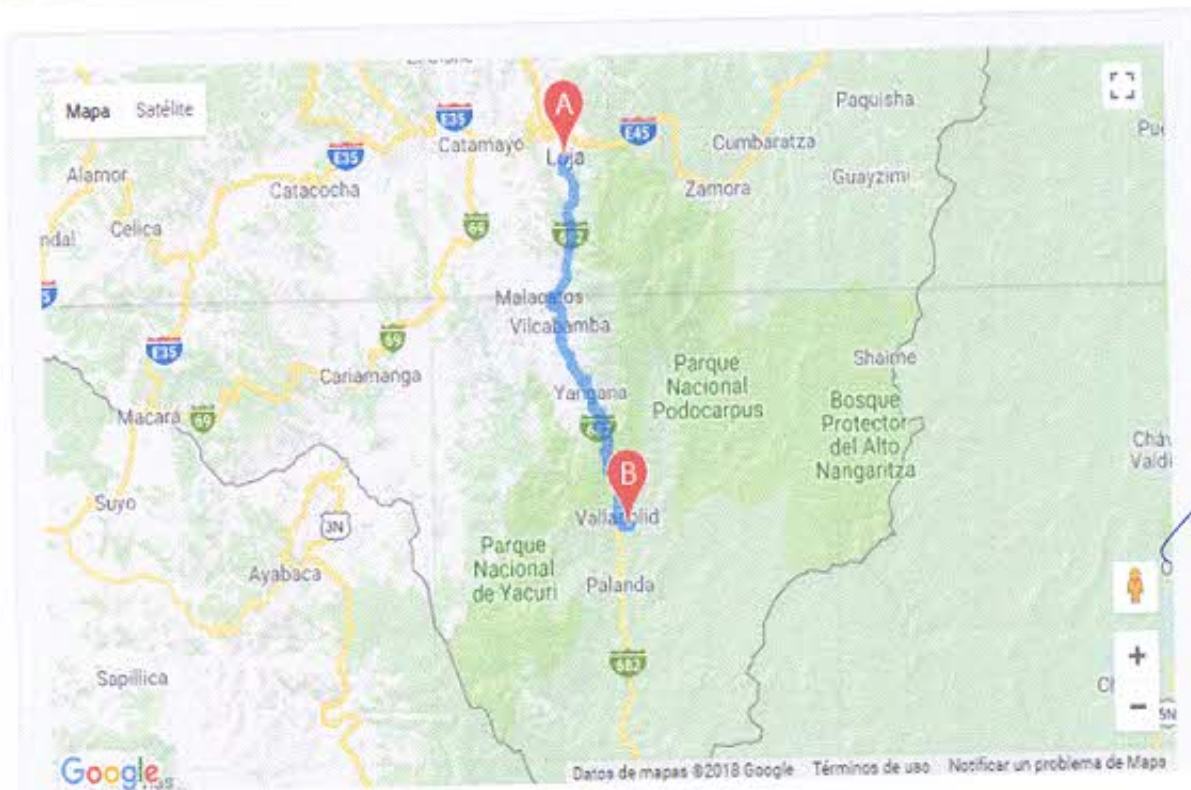 Mapa Satélite
A
E35
E45
Paquisha
Catamayo
Loja
Cumbaratza
E35
Alamor
Catacocha
Zamora
Guayzimi
Celica
69
682
Malacatos
Vilcabamba
E35
69
Shaime
Cariamanga
Parque
Nacional
Podocarpus
Yangana
Macará
69
Bosque
Protector
del Alto
Nangaritza
B
Suyo
3N
Valladolid
Parque
Nacional
de Yacuri
Ayabaca
Palanda
682
Sapillica
+
−
5N
Google
Datos de mapas ©2018 Google Términos de uso Notificar un problema de Maps